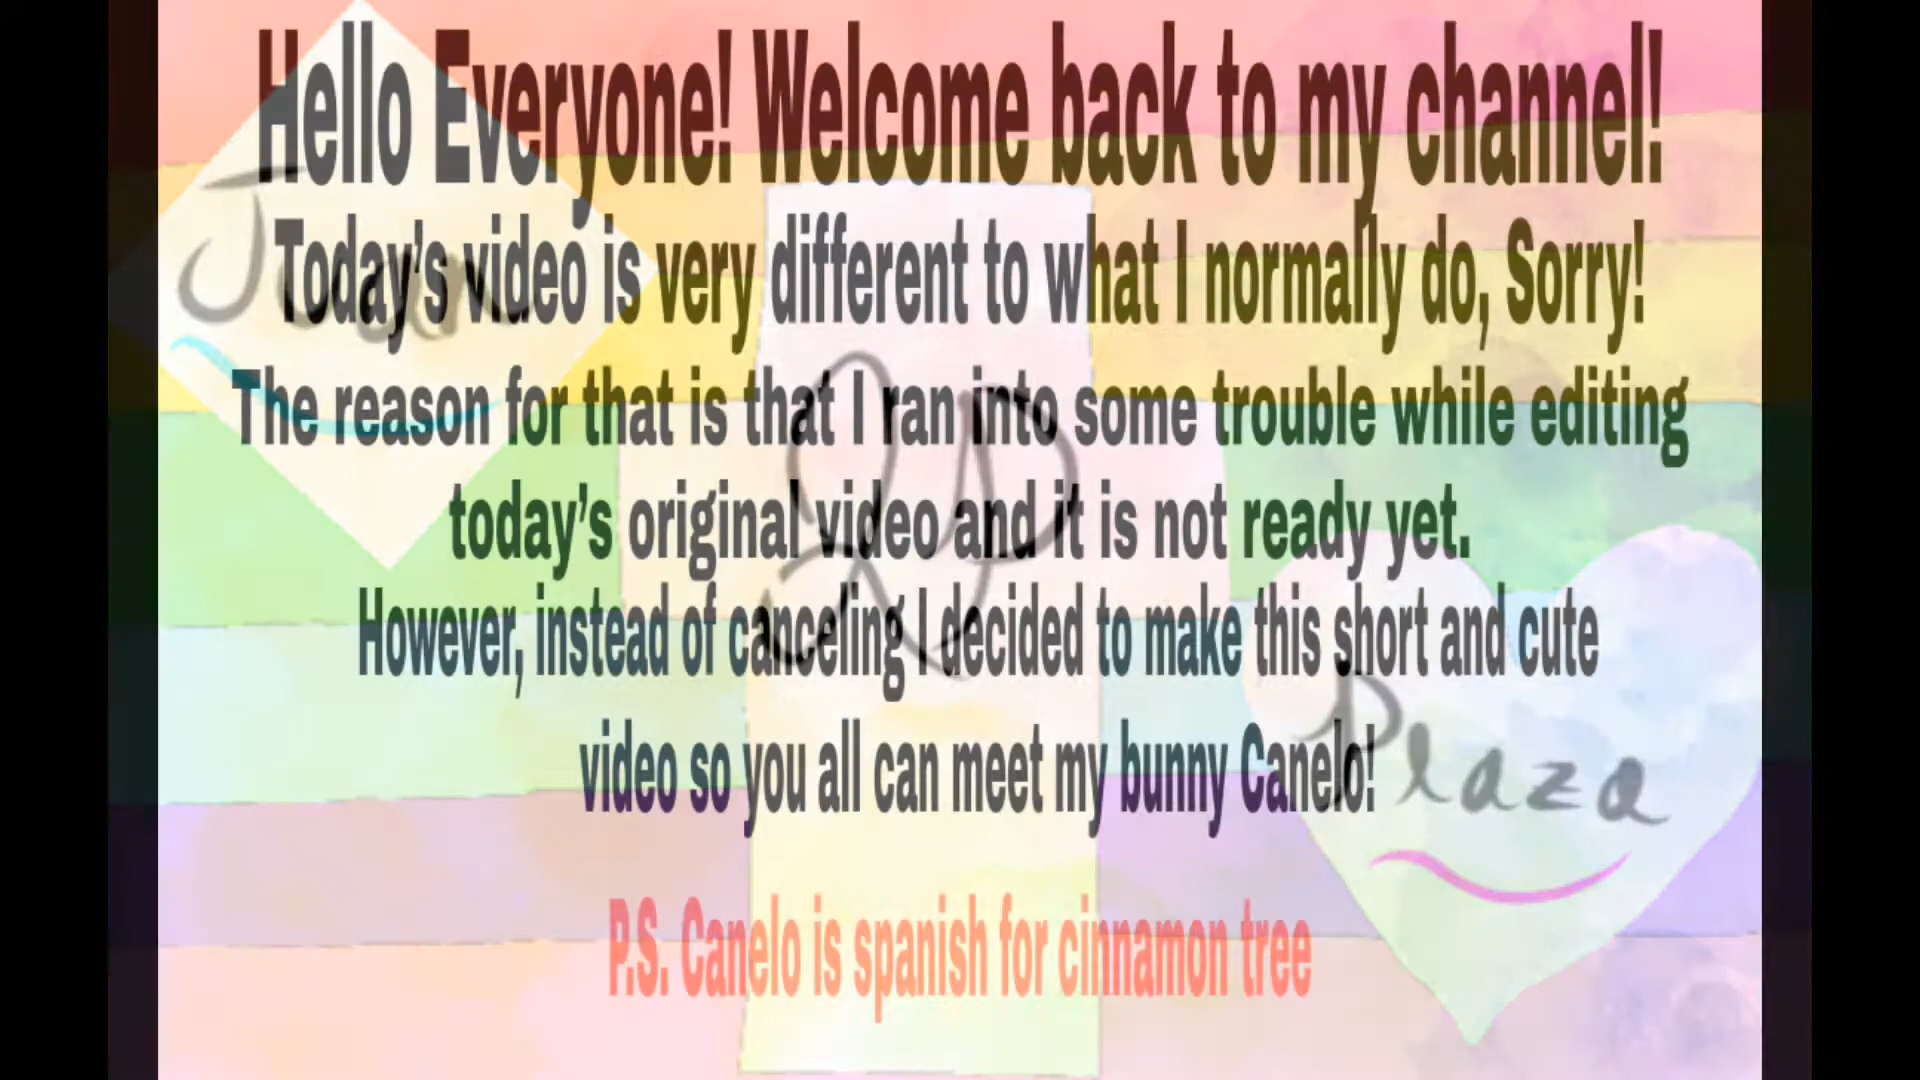 Hello Everyone! Welcome back to my channel!
Today's video is very different to what I normally do, Sorry!
The reason for that is that I ran into some trouble while editing
today's original video and it is not ready yet.
However, instead of canceling I decided to make this short and cute
video so you all can meet my bunny Canelo!
P.S. Canelo is spanish for cinnamon tree
Plaza